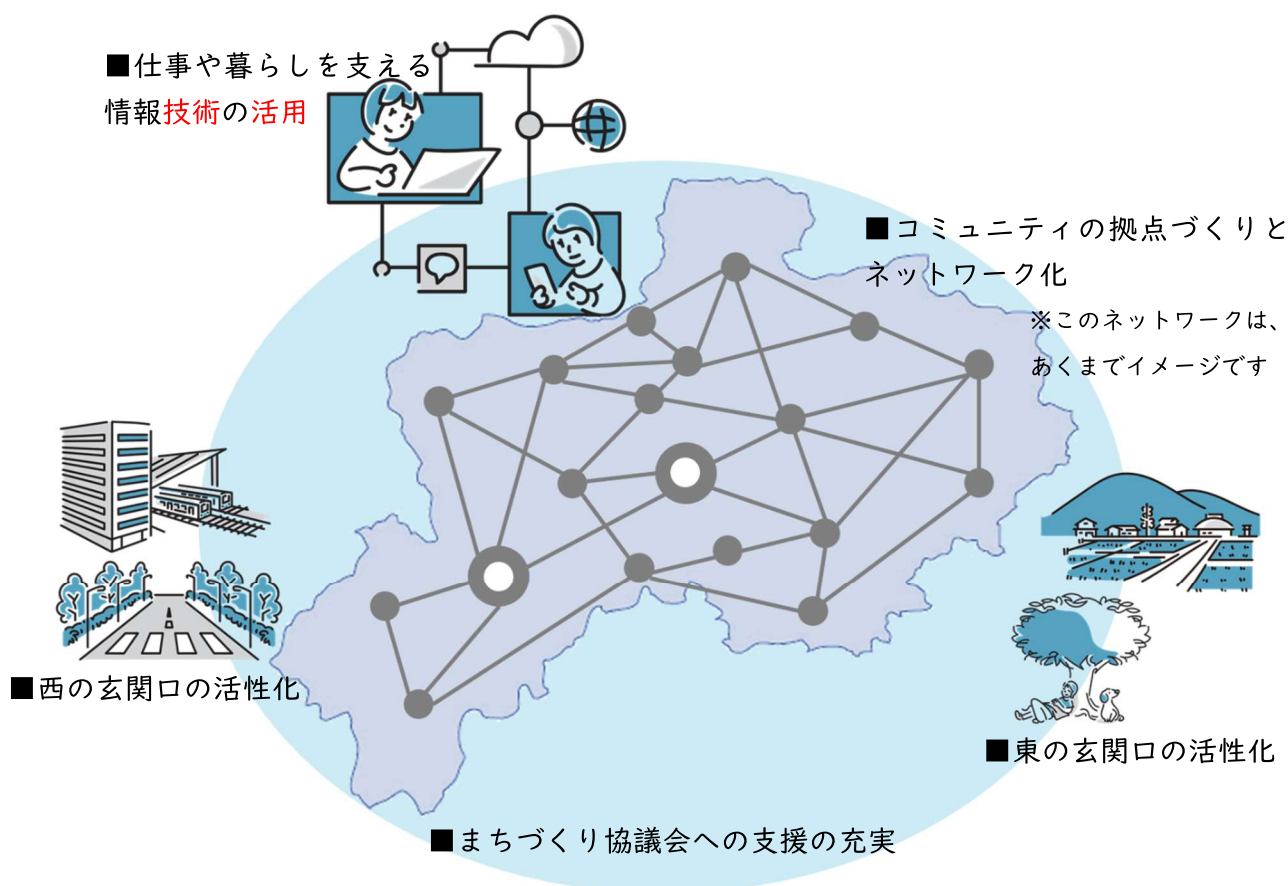 ■仕事や暮らしを支える
情報技術の活用
■コミュニティの拠点づくりと
ネットワーク化
※このネットワークは、
あくまでイメージです
■西の玄関口の活性化
■東の玄関口の活性化
■まちづくり協議会への支援の充実